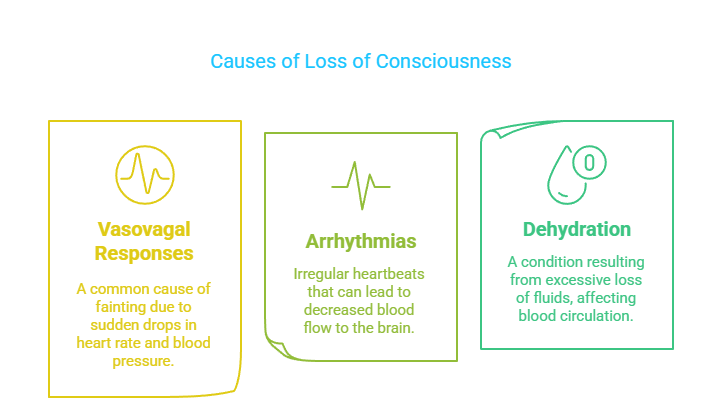 Causes of Loss of Consciousness
Vasovagal
Responses
A common cause of
fainting due to
sudden drops in
heart rate and blood
pressure.
Arrhythmias
Irregular heartbeats
that can lead to
decreased blood
flow to the brain.
0
Dehydration
A condition resulting
from excessive loss
of fluids, affecting
blood circulation.